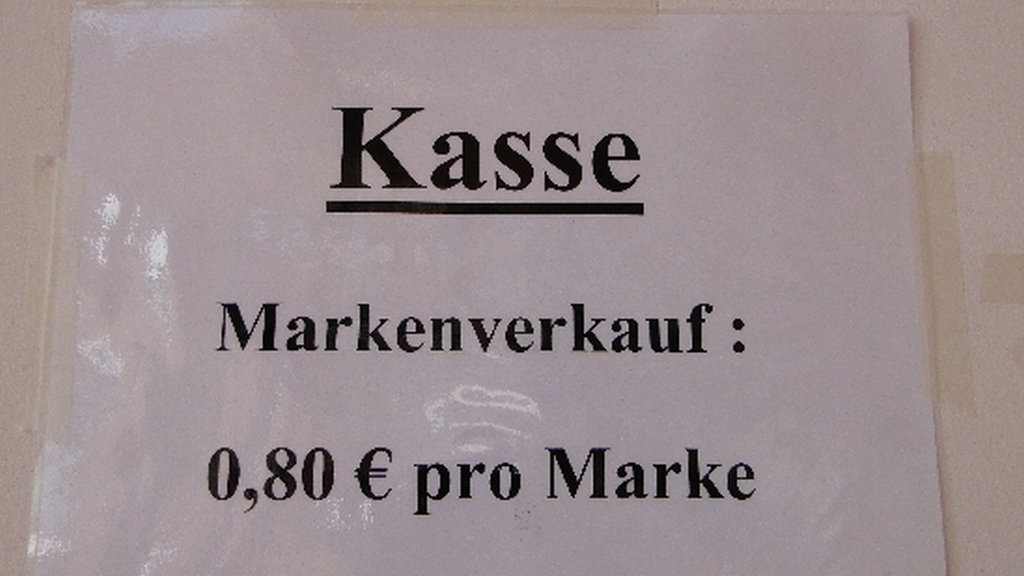 Kasse
Markenverkauf :
0,80 € pro Marke